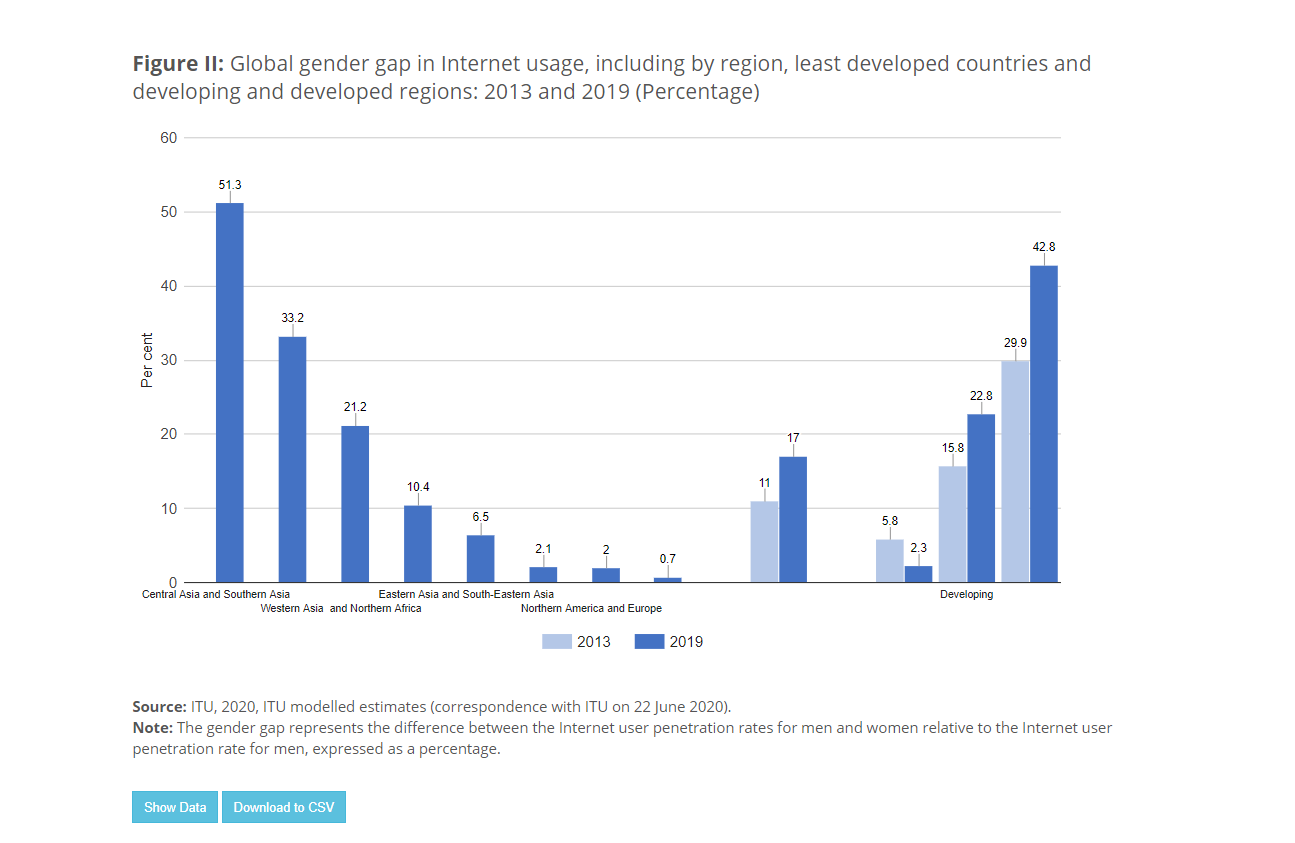 Figure II: Global gender gap in Internet usage, including by region, least developed countries and
developing and developed regions: 2013 and 2019 (Percentage)
60
50
40
30
20
10
0
Per cent
51.3
33.2
21.2
10.4
6.5
2.1
2
0.7
11
17
5.8
2.3
15.8
22.8
29.9
42.8
Central Asia and Southern Asia
Western Asia and Northern Africa
Eastern Asia and South-Eastern Asia
Northern America and Europe
Developing
2013
2019
Source: ITU, 2020, ITU modelled estimates (correspondence with ITU on 22 June 2020).
Note: The gender gap represents the difference between the Internet user penetration rates for men and women relative to the Internet user
penetration rate for men, expressed as a percentage.
Show Data
Download to CSV